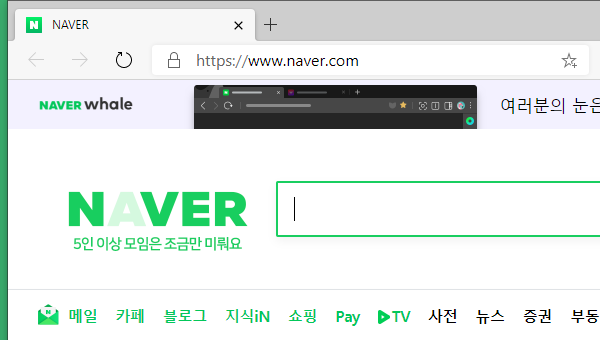 NAVER
https://www.naver.com
NAVER whale
여러분의 눈은
NAVER
5인 이상 모임은 조금만 미뤄요
메일 카페 블로그 지식iN 쇼핑 Pay TV 사전 뉴스 증권 부동